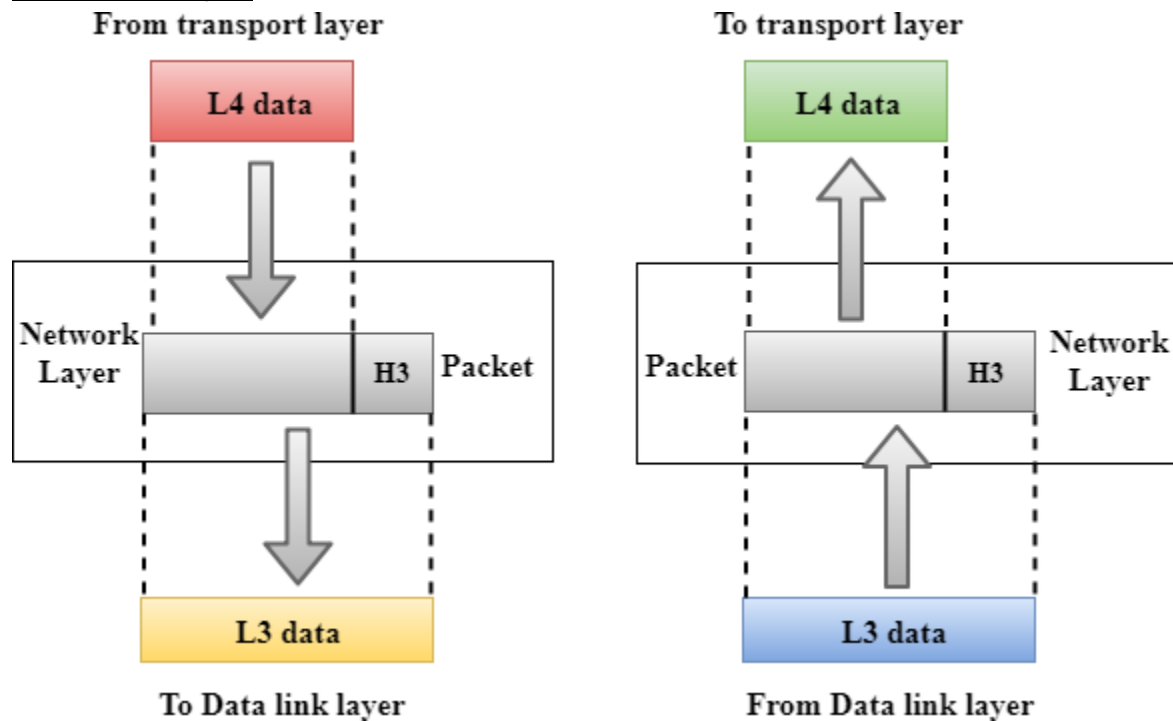 From transport layer
L4 data
Network
Layer
H3
Packet
L3 data
To Data link layer
To transport layer
L4 data
Packet
H3
Network
Layer
L3 data
From Data link layer